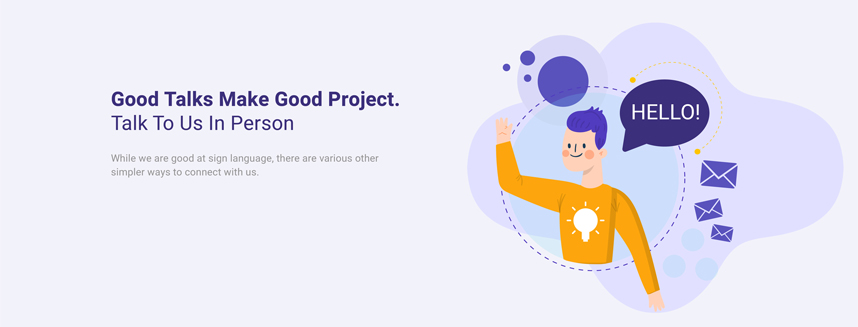 Good Talks Make Good Project.
Talk To Us In Person
While we are good at sign language, there are various other
simpler ways to connect with us.
HELLO!